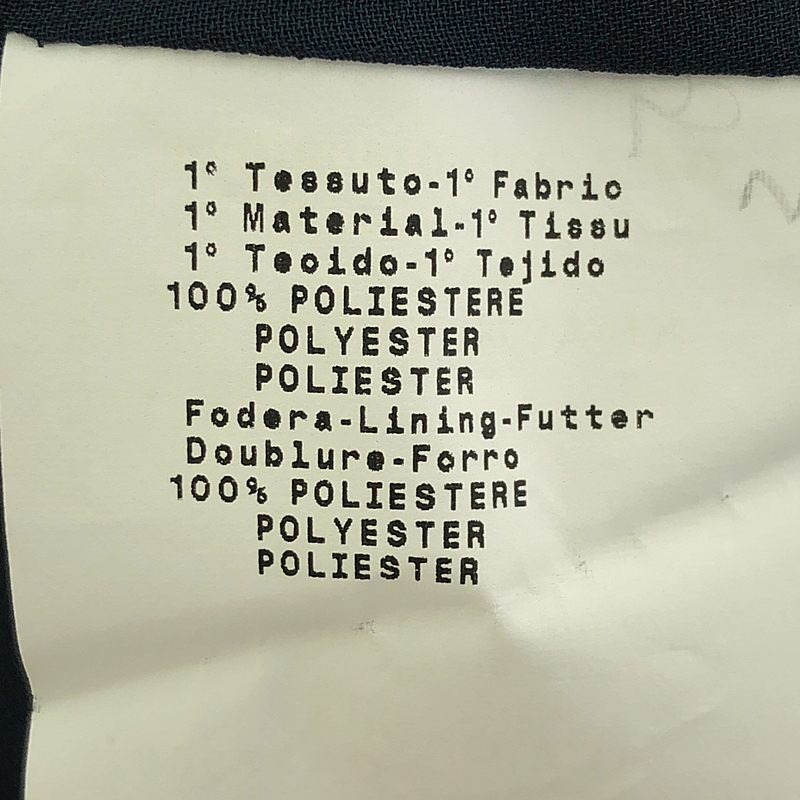 1° Tessuto-1° Fabric
1° Material-1° Tissu
1° Tecido-1° Tejido
100% POLIESTERE
POLYESTER
POLIESTER
Fodera-Lining-Futter
Doublure-Forro
100% POLIESTERE
POLYESTER
POLIESTER